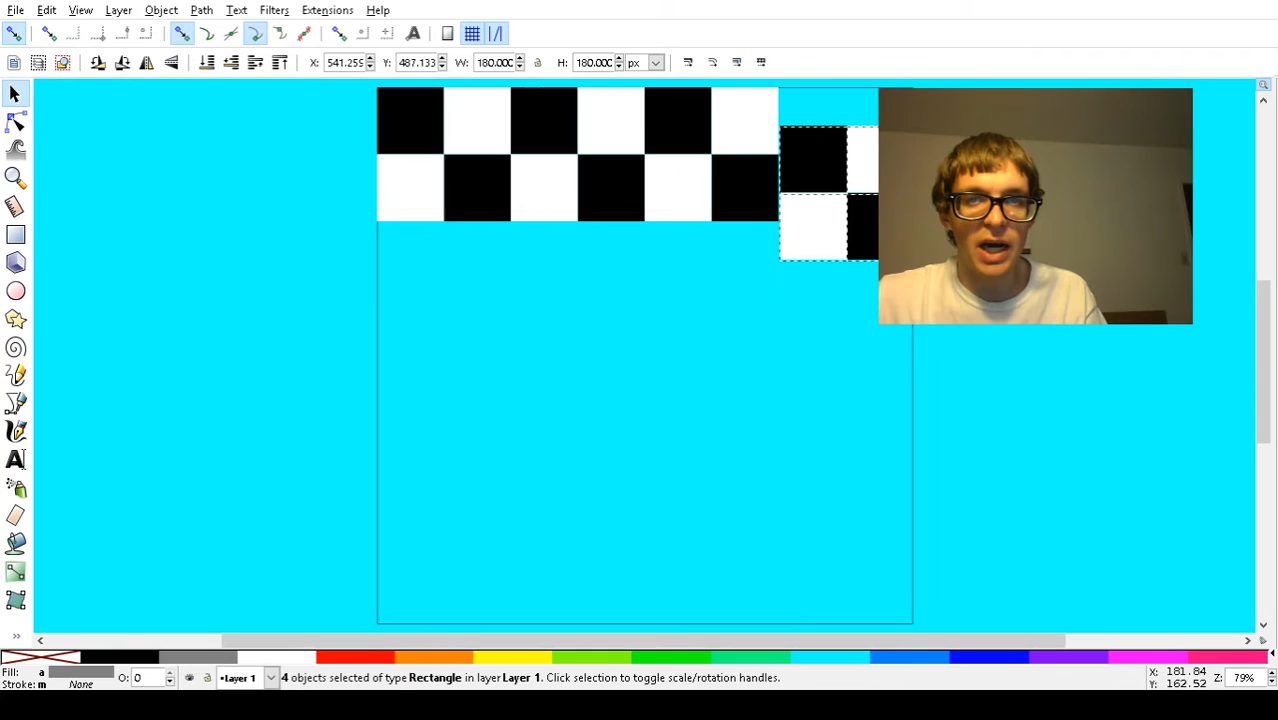 File Edit View Layer Object Path Text Filters Extensions Help
X: 541.255 Y: 487.133 W: 180.000 H: 180.000 px
Fill: a O: 0 Layer 1 4 objects selected of type Rectangle in layer Layer 1. Click selection to toggle scale/rotation handles. X: 181.84 Z: 79%
Stroke: m None Y: 162.52